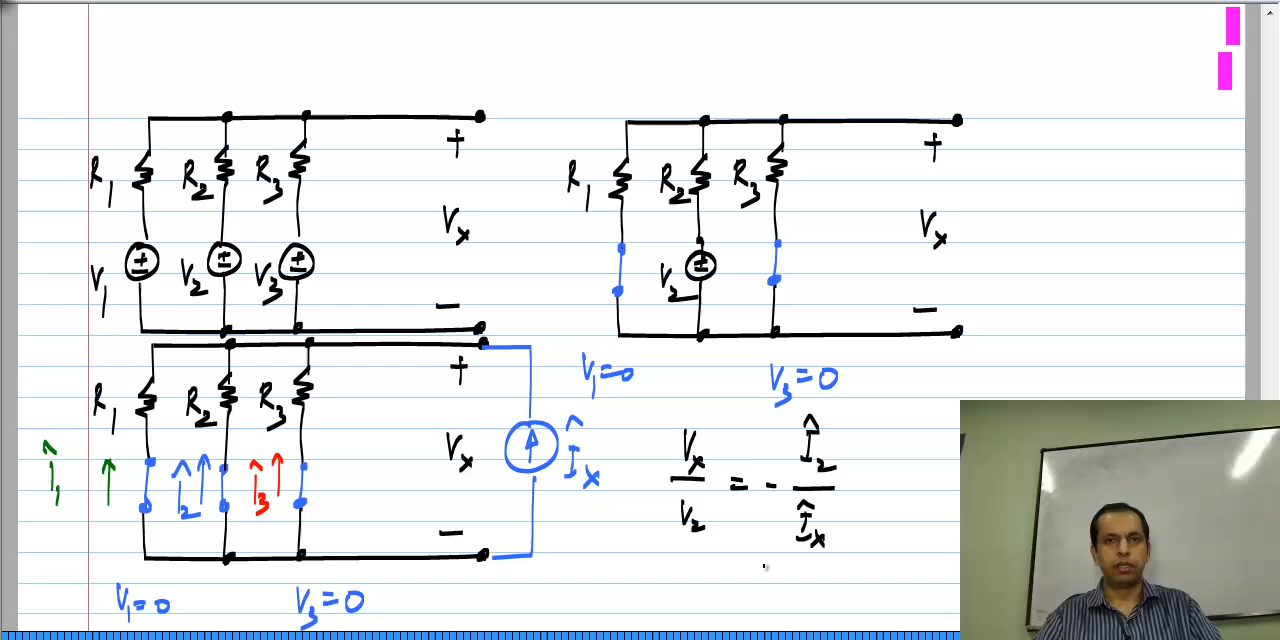 R₁ R₂ R₃ + Vₓ −
V₁ V₂ V₃
R₁ R₂ R₃ + Vₓ −
V₂
V₁=0 V₃=0
R₁ R₂ R₃ + Vₓ − Îₓ
Î₁ Î₂ Î₃
V₁=0 V₃=0
Vₓ/V₂ = - Î₂/Îₓ